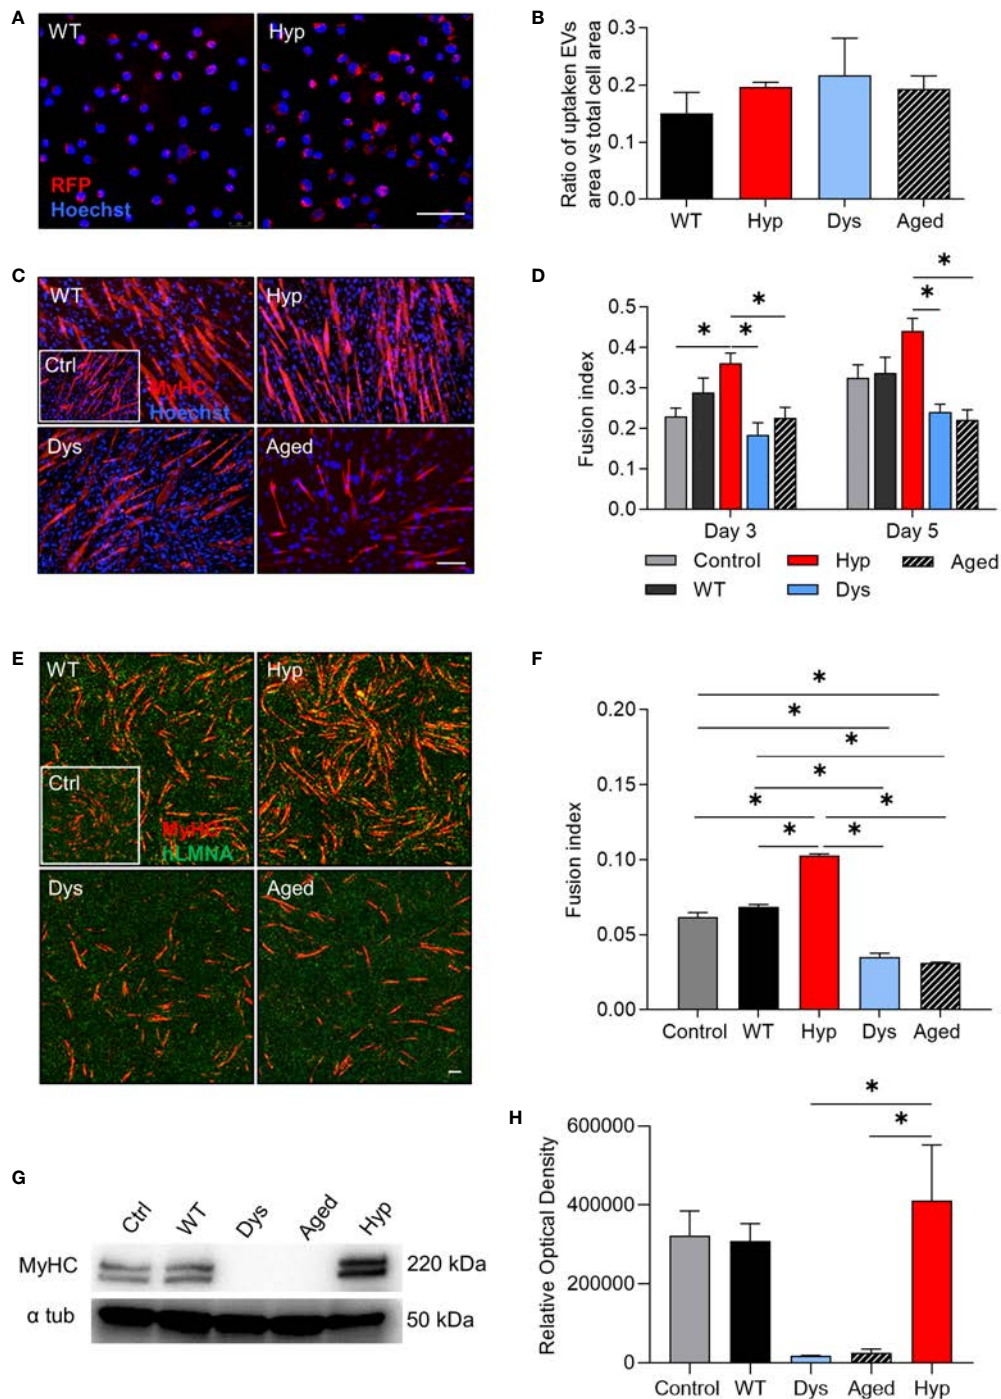 A
WT
Hyp
RFP
Hoechst
B
Ratio of uptaken EVs
area vs total cell area
0.3
0.2
0.1
0.0
WT
Hyp
Dys
Aged
C
WT
Hyp
Ctrl
MyHC
Hoechst
Dys
Aged
D
Fusion index
0.5
0.4
0.3
0.2
0.1
0.0
*
*
*
*
*
Day 3
Day 5
Control
Hyp
Aged
WT
Dys
E
WT
Hyp
Ctrl
MyHC
hLMNA
Dys
Aged
F
Fusion index
0.20
0.15
0.10
0.05
0.00
*
*
*
*
*
*
*
*
Control
WT
Hyp
Dys
Aged
G
Ctrl
WT
Dys
Aged
Hyp
MyHC
220 kDa
α tub
50 kDa
H
Relative Optical Density
600000
400000
200000
0
*
*
Control
WT
Dys
Aged
Hyp